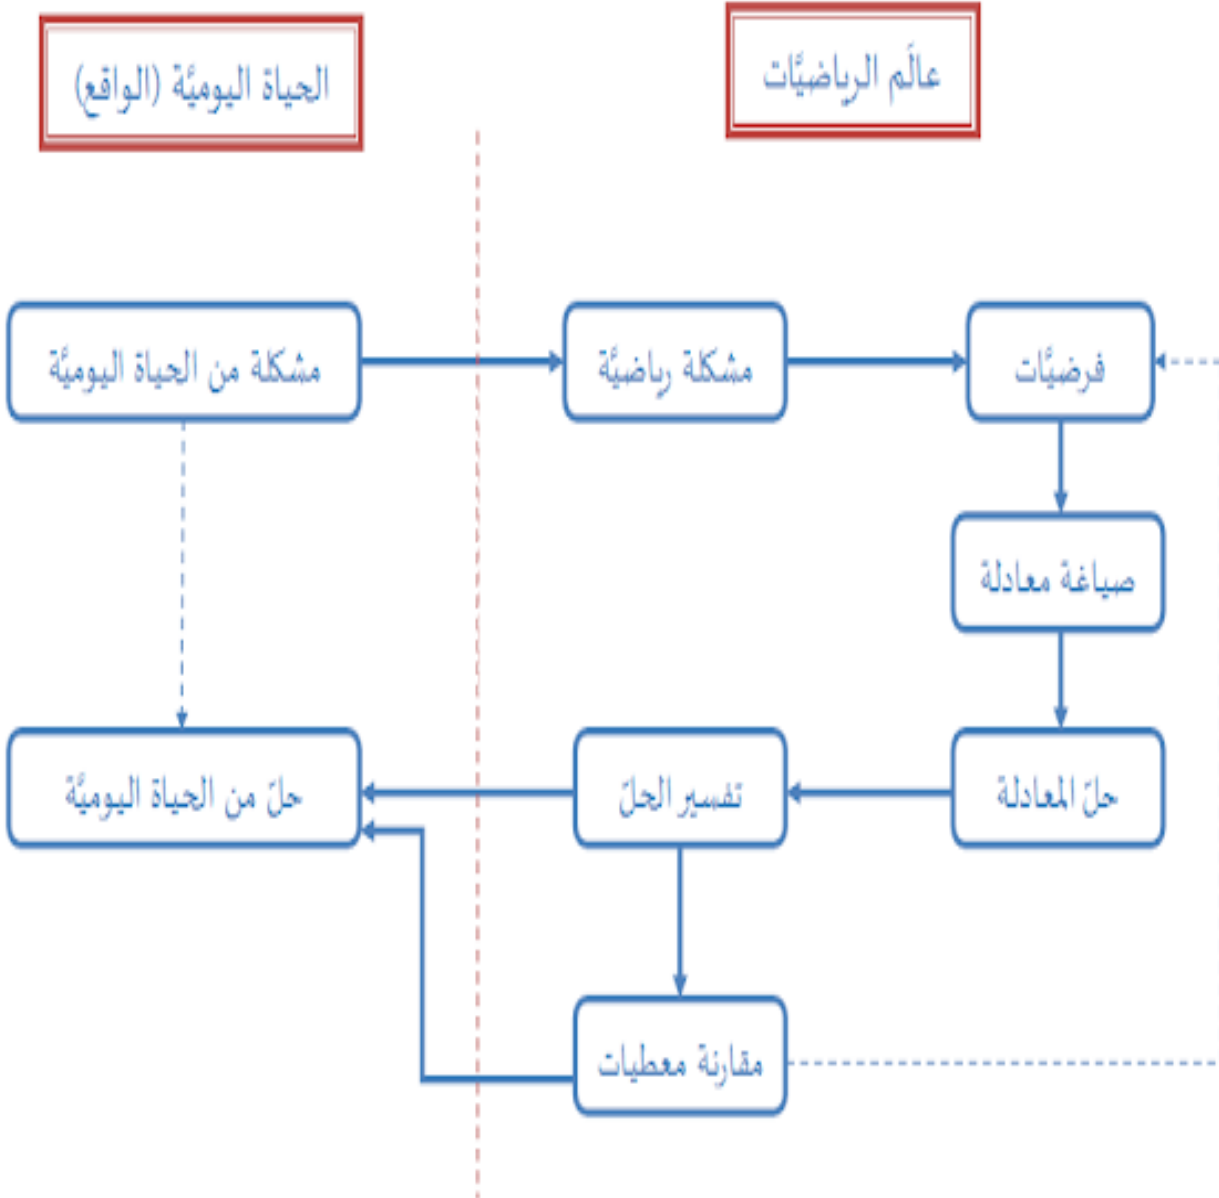 عالَم الرياضيَّات
الحياة اليوميَّة (الواقع)
مشكلة من الحياة اليوميَّة
مشكلة رياضيَّة
فرضيَّات
صياغة معادلة
حلّ المعادلة
تفسير الحلّ
حلّ من الحياة اليوميَّة
مقارنة معطيات